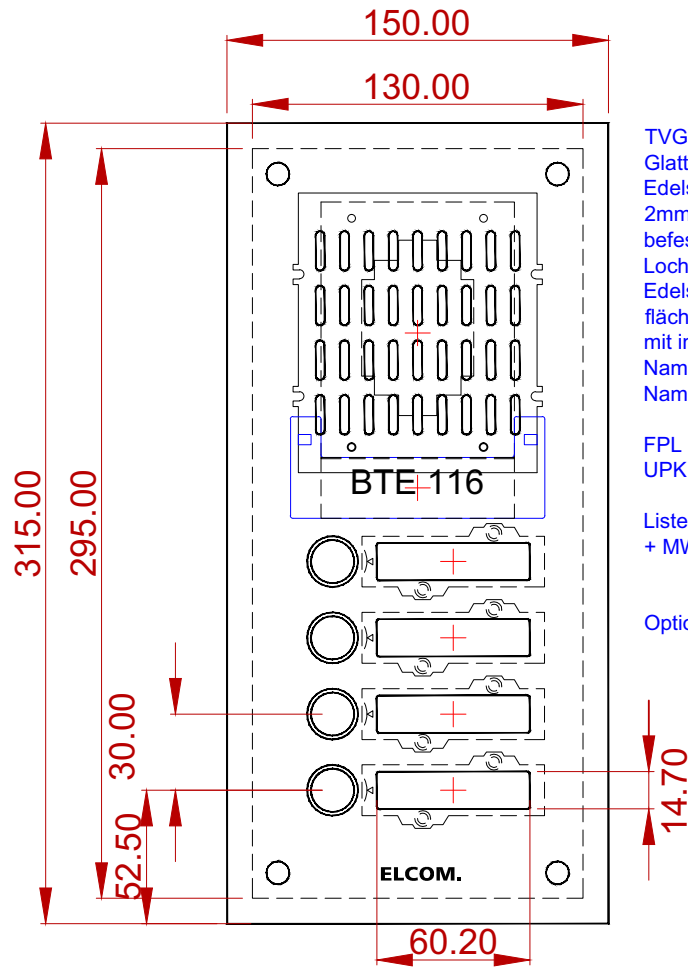 150.00
130.00
TVG
Glatt
Edels
2mm
befes
Loch
Edels
fläch
mit in
Nam
Nam
FPL
UPK
Liste
+ MW
Optio
315.00
295.00
BTE 116
30.00
52.50
14.70
ELCOM.
60.20